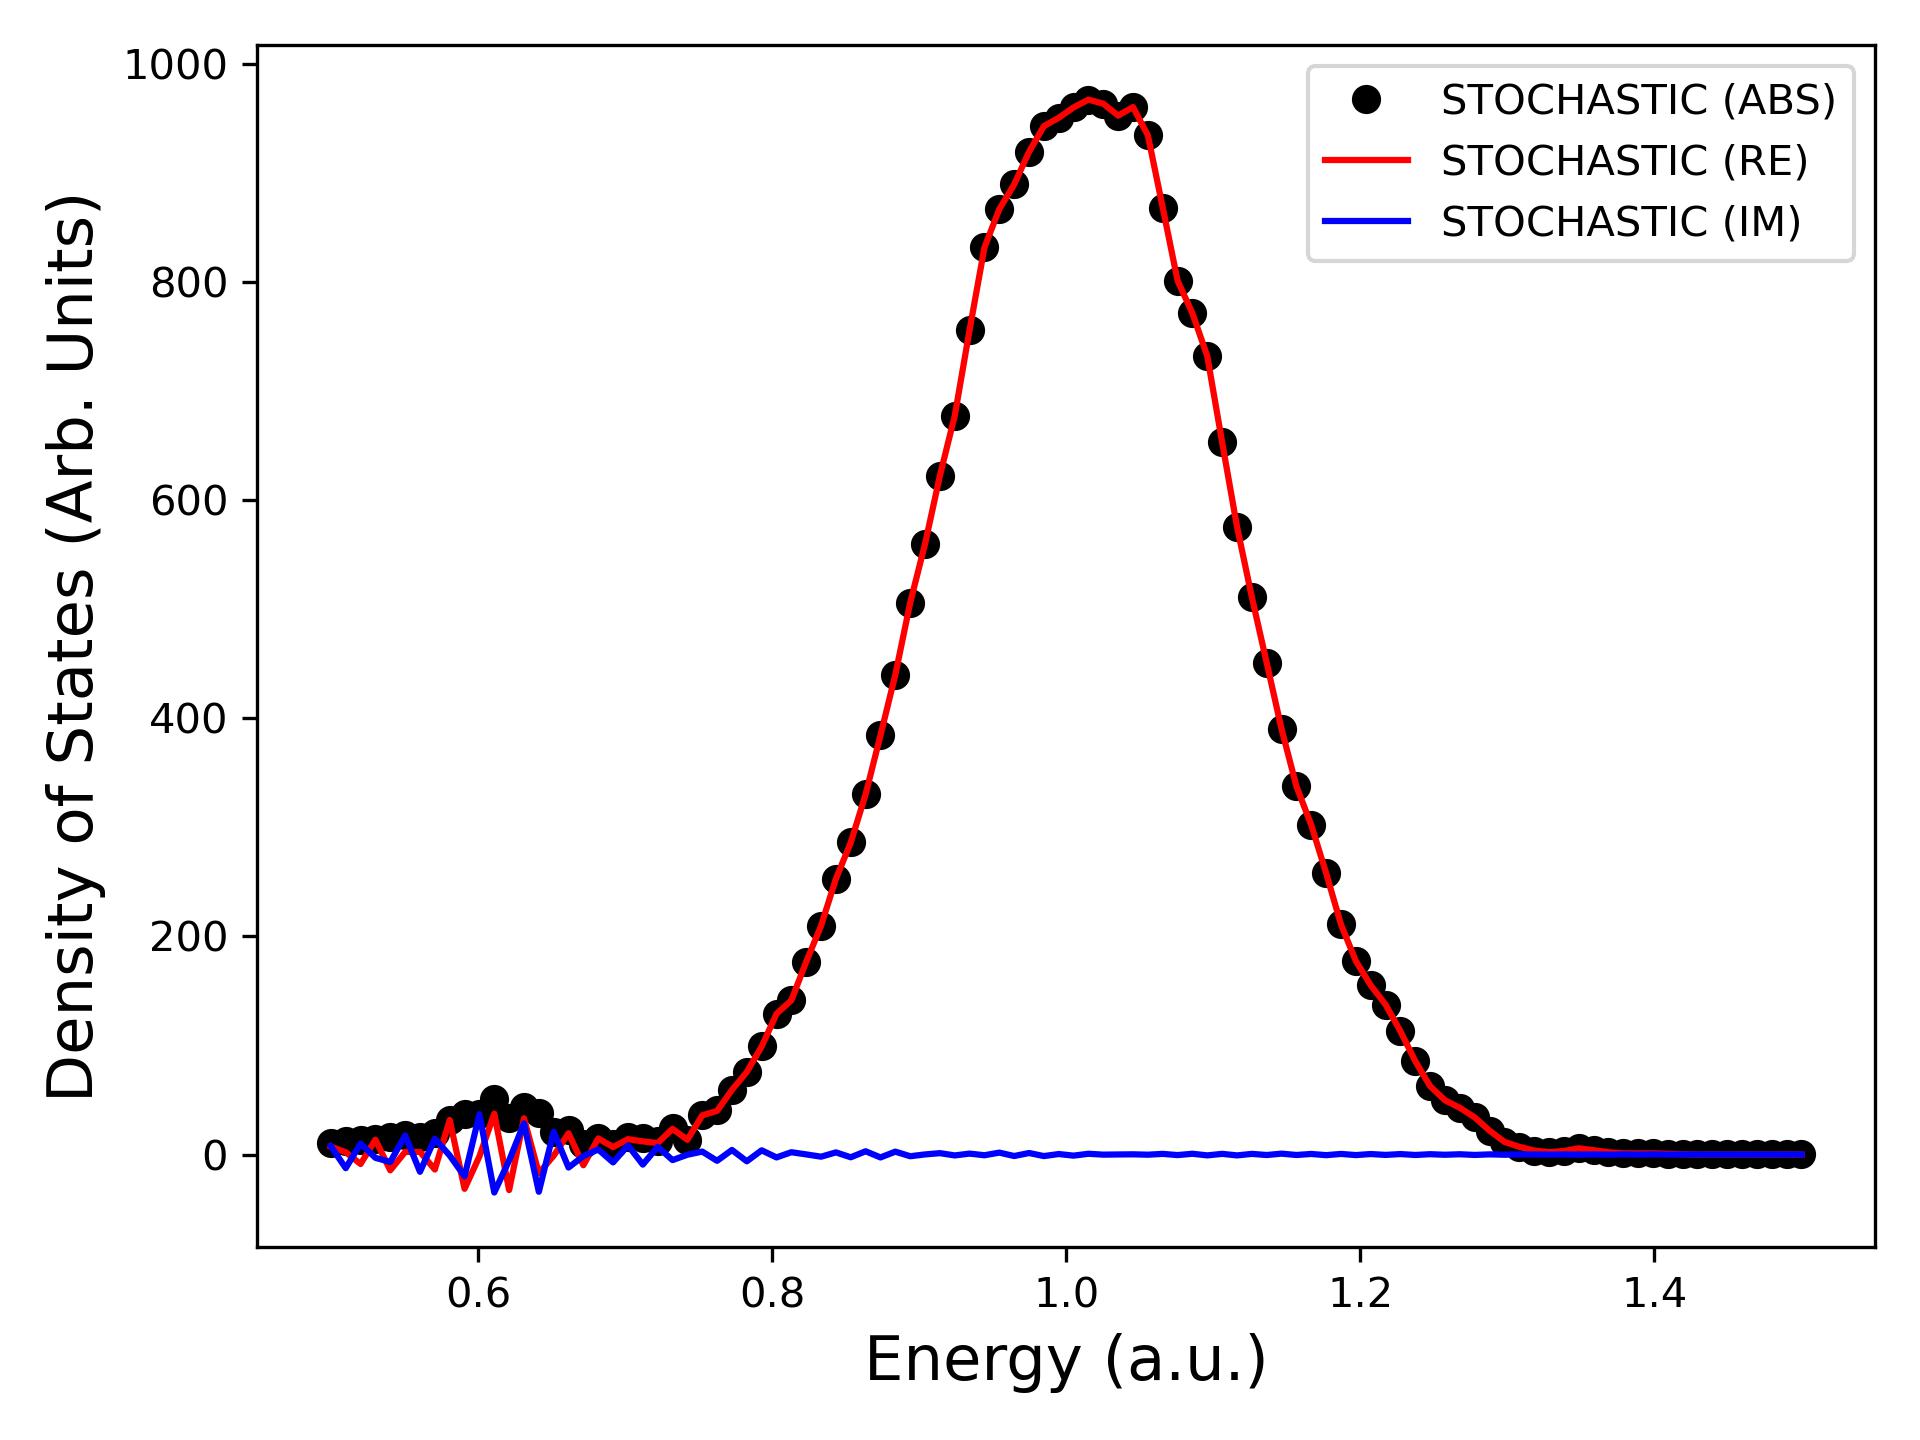 Density of States (Arb. Units)
1000
800
600
400
200
0
STOCHASTIC (ABS)
STOCHASTIC (RE)
STOCHASTIC (IM)
0.6 0.8 1.0 1.2 1.4
Energy (a.u.)